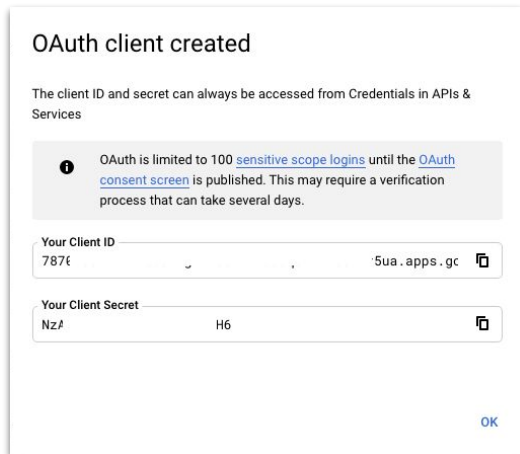 OAuth client created
The client ID and secret can always be accessed from Credentials in APIs &
Services
OAuth is limited to 100 sensitive scope logins until the OAuth
consent screen is published. This may require a verification
process that can take several days.
Your Client ID
5ua.apps.gc
Your Client Secret
H6
OK